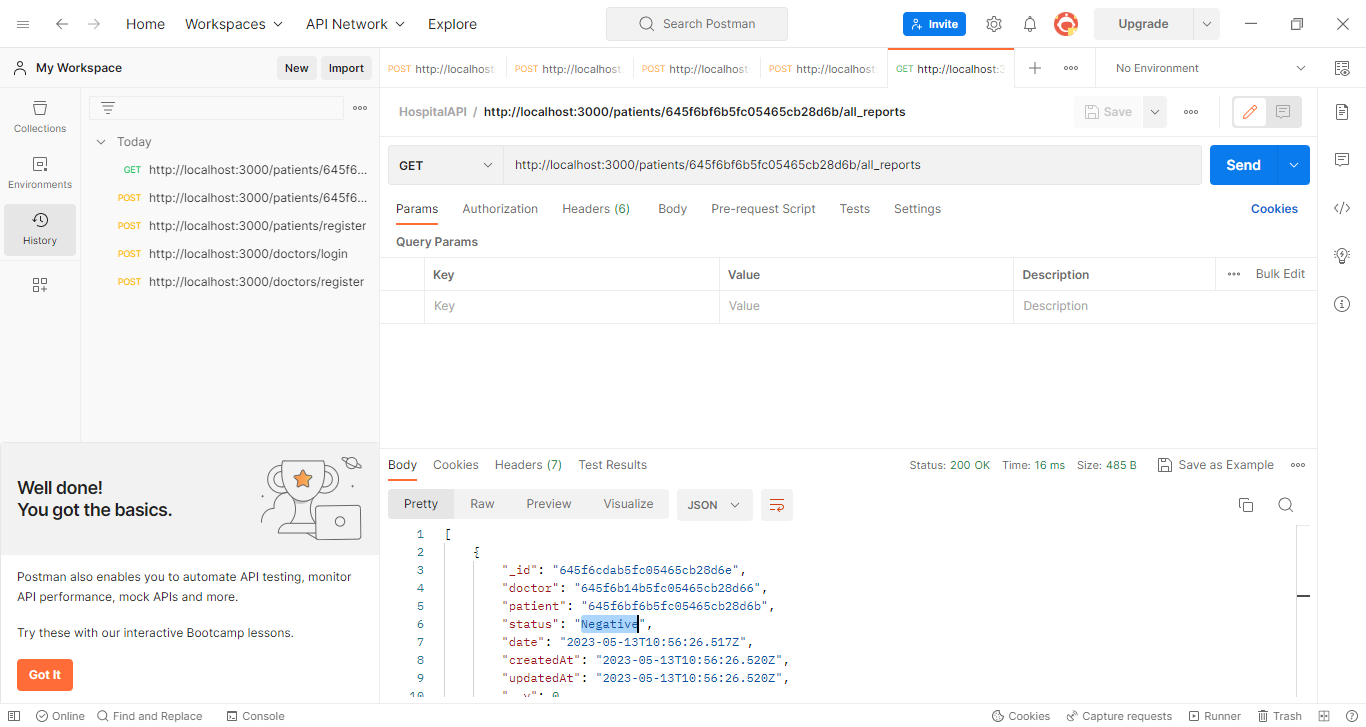 Home Workspaces API Network Explore Search Postman Invite Upgrade
My Workspace New Import POST http://localhost: POST http://localhost: POST http://localhost: POST http://localhost: GET http://localhost:3 No Environment
Collections
Environments
History
Today
GET http://localhost:3000/patients/645f6...
POST http://localhost:3000/patients/645f6...
POST http://localhost:3000/patients/register
POST http://localhost:3000/doctors/login
POST http://localhost:3000/doctors/register
HospitalAPI / http://localhost:3000/patients/645f6bf6b5fc05465cb28d6b/all_reports Save
GET http://localhost:3000/patients/645f6bf6b5fc05465cb28d6b/all_reports Send
Params Authorization Headers (6) Body Pre-request Script Tests Settings Cookies
Query Params
Key Value Description Bulk Edit
Key Value Description
Well done!
You got the basics.
Postman also enables you to automate API testing, monitor
API performance, mock APIs and more.
Try these with our interactive Bootcamp lessons.
Got It
Body Cookies Headers (7) Test Results Status: 200 OK Time: 16 ms Size: 485 B Save as Example
Pretty Raw Preview Visualize JSON
1 [
2 {
3 "_id": "645f6cdab5fc05465cb28d6e",
4 "doctor": "645f6b14b5fc05465cb28d66",
5 "patient": "645f6bf6b5fc05465cb28d6b",
6 "status": "Negative",
7 "date": "2023-05-13T10:56:26.517Z",
8 "createdAt": "2023-05-13T10:56:26.520Z",
9 "updatedAt": "2023-05-13T10:56:26.520Z",
10 "__v": 0
Online Find and Replace Console Cookies Capture requests Runner Trash